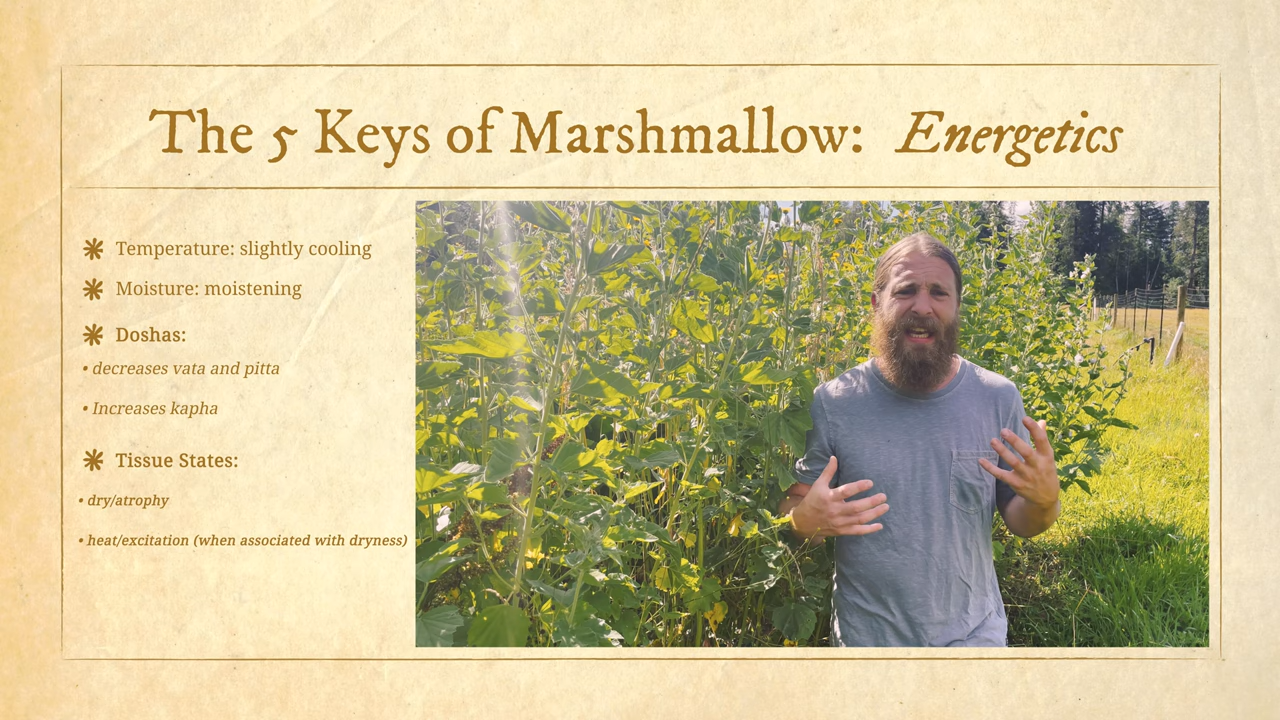 The 5 Keys of Marshmallow: Energetics
Temperature: slightly cooling
Moisture: moistening
Doshas:
• decreases vata and pitta
• Increases kapha
Tissue States:
• dry/atrophy
• heat/excitation (when associated with dryness)